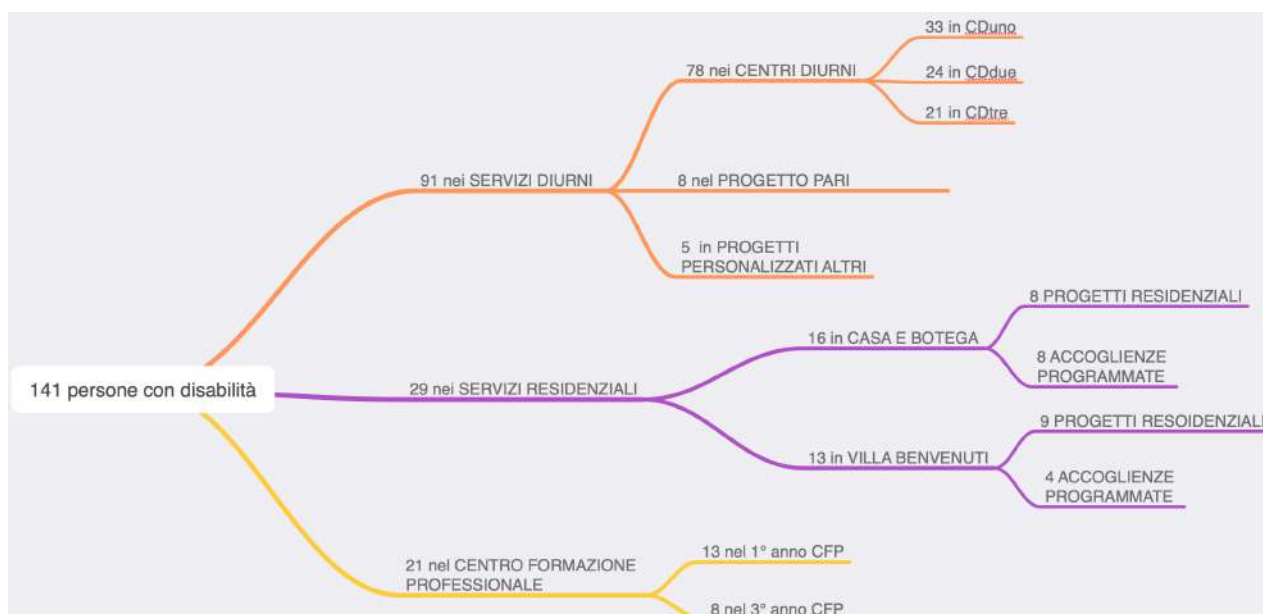 33 in CDuno
78 nei CENTRI DIURNI
24 in CDdue
21 in CDtre
91 nei SERVIZI DIURNI
8 nel PROGETTO PARI
5 in PROGETTI
PERSONALIZZATI ALTRI
8 PROGETTI RESIDENZIALI
16 in CASA E BOTEGA
8 ACCOGLIENZE
PROGRAMMATE
141 persone con disabilità
29 nei SERVIZI RESIDENZIALI
9 PROGETTI RESOIDENZIALI
13 in VILLA BENVENUTI
4 ACCOGLIENZE
PROGRAMMATE
21 nel CENTRO FORMAZIONE
PROFESSIONALE
13 nel 1° anno CFP
8 nel 3° anno CFP